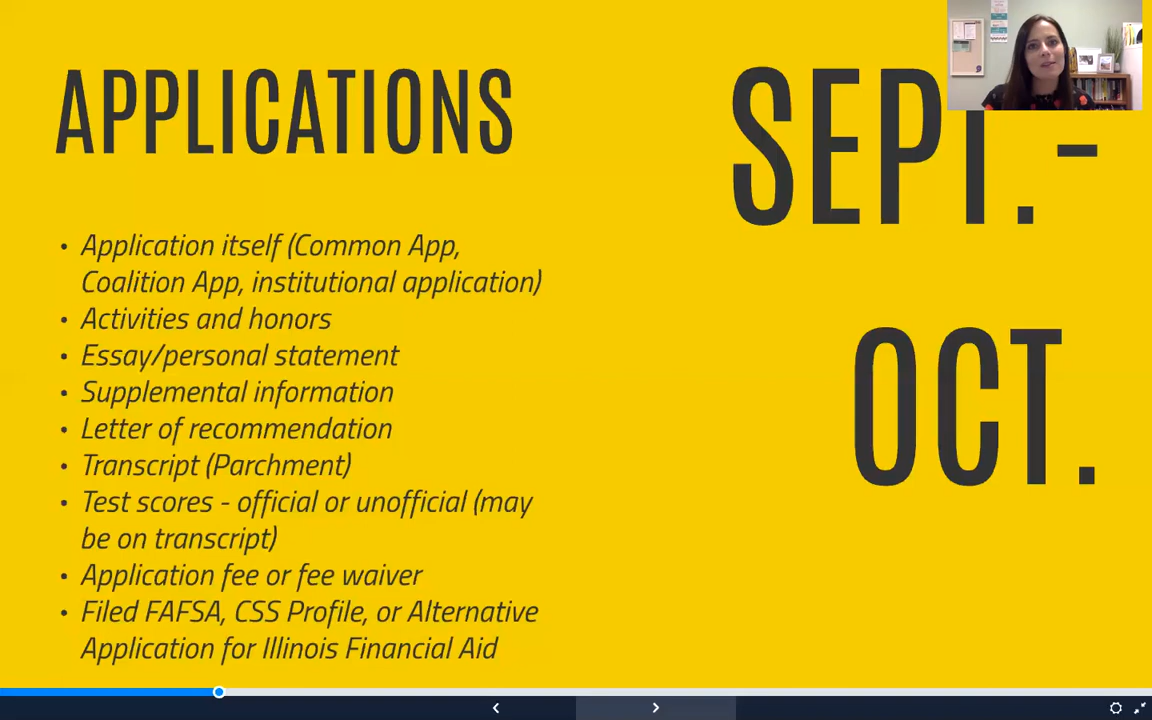 APPLICATIONS
SEPT.-
OCT.
• Application itself (Common App,
Coalition App, institutional application)
• Activities and honors
• Essay/personal statement
• Supplemental information
• Letter of recommendation
• Transcript (Parchment)
• Test scores - official or unofficial (may
be on transcript)
• Application fee or fee waiver
• Filed FAFSA, CSS Profile, or Alternative
Application for Illinois Financial Aid